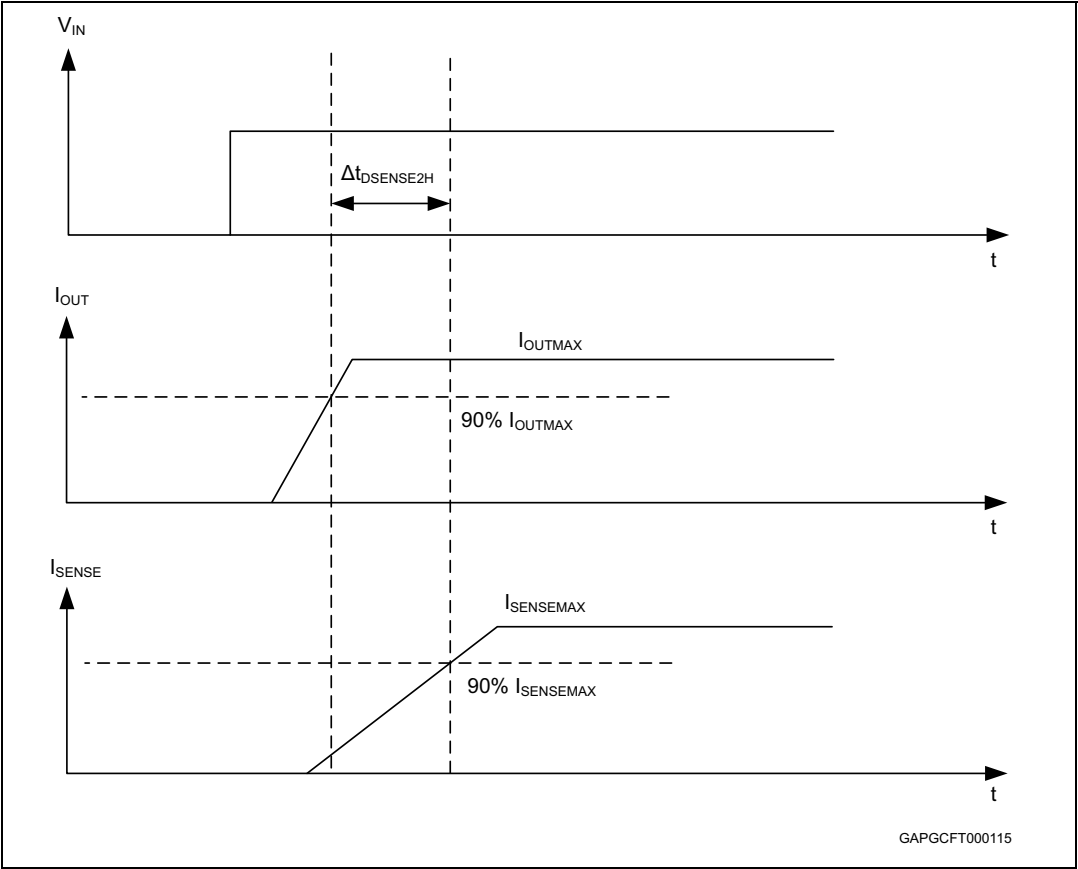 VIN
ΔtDSENSE2H
t
IOUT
IOUTMAX
90% IOUTMAX
t
ISENSE
ISENSEMAX
90% ISENSEMAX
t
GAPGCFT000115